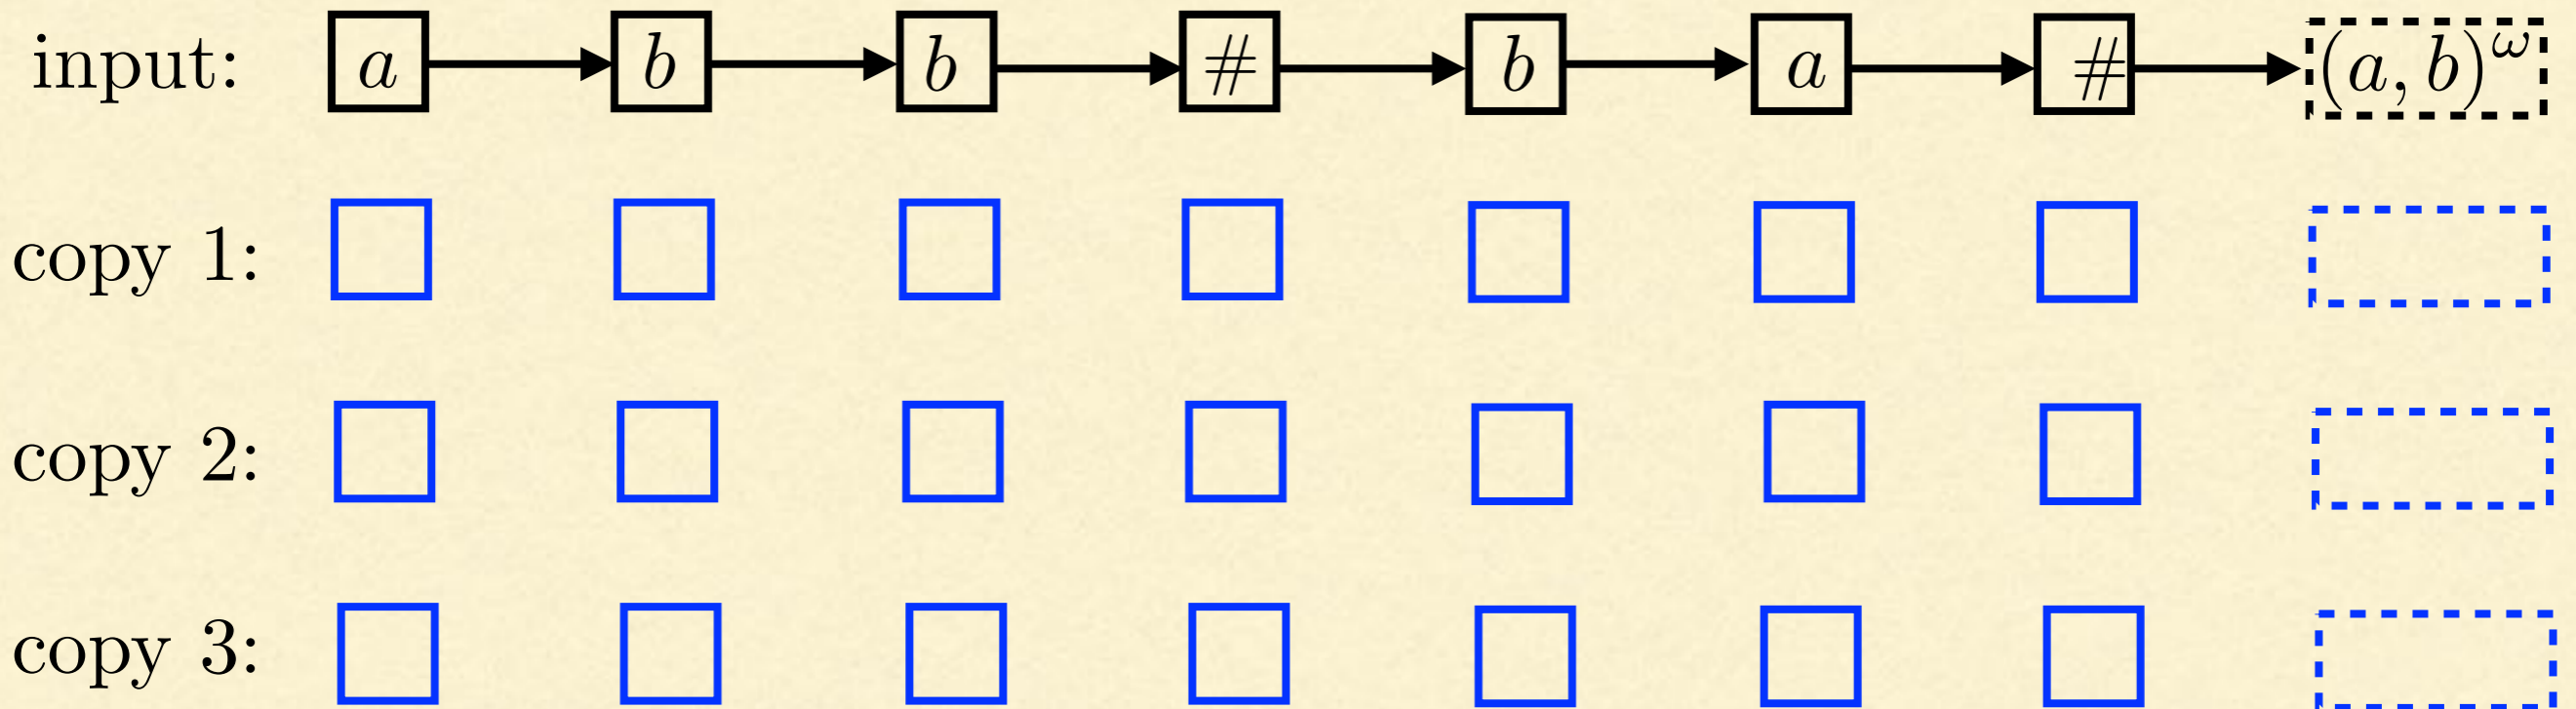 input: a b b # b a # (a, b)^ω
copy 1:
copy 2:
copy 3: